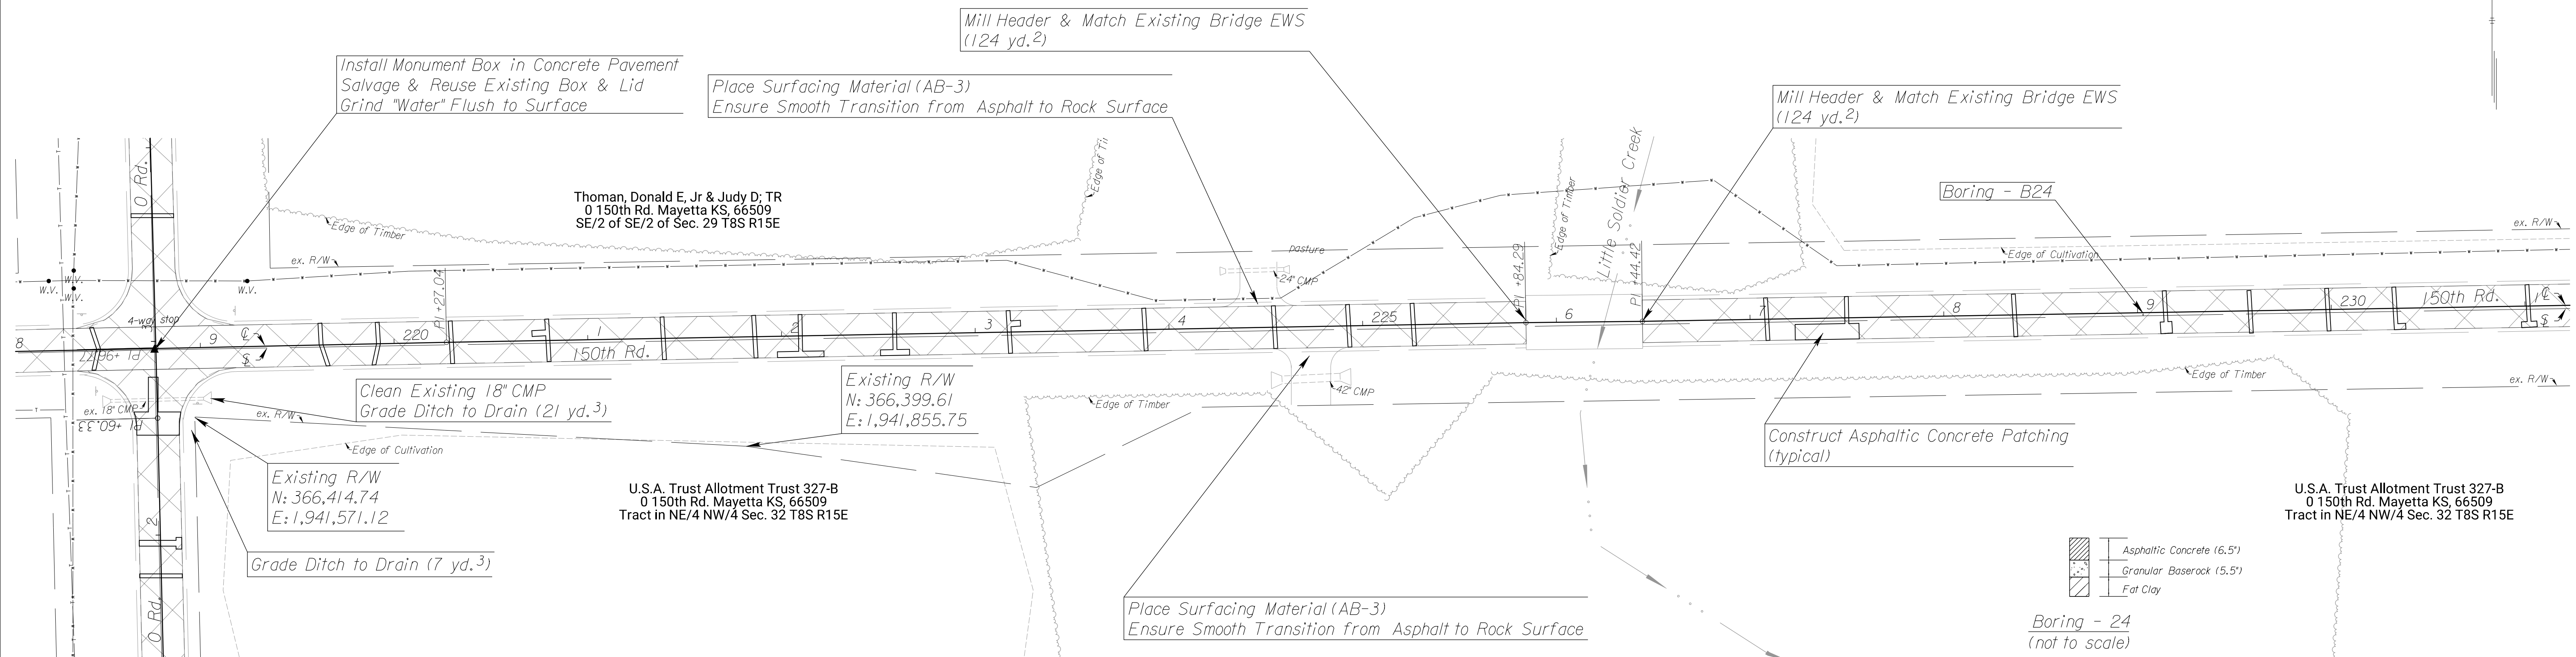 Mill Header & Match Existing Bridge EWS
(124 yd.²)
Install Monument Box in Concrete Pavement
Salvage & Reuse Existing Box & Lid
Grind "Water" Flush to Surface
Place Surfacing Material (AB-3)
Ensure Smooth Transition from Asphalt to Rock Surface
Mill Header & Match Existing Bridge EWS
(124 yd.²)
O Rd.
Thoman, Donald E, Jr & Judy D; TR
0 150th Rd. Mayetta KS, 66509
SE/2 of SE/2 of Sec. 29 T8S R15E
Edge of Timber
Edge of Ti
Edge of Timber
Little Soldier Creek
Boring - B24
ex. R/W
ex. R/W
pasture
Edge of Cultivation
W.V.
W.V.
W.V.
W.V.
24" CMP
PI +27.04
PI +84.29
PI +44.42
4-way stop
8
9
220
1
2
3
4
225
6
7
8
9
230
1
150th Rd.
150th Rd.
PI +96.77
ex. 18" CMP
PI +60.33
ex. R/W
Clean Existing 18" CMP
Grade Ditch to Drain (21 yd.³)
Existing R/W
N: 366,399.61
E: 1,941,855.75
42" CMP
Edge of Timber
Edge of Timber
ex. R/W
Edge of Cultivation
Construct Asphaltic Concrete Patching
(typical)
Existing R/W
N: 366,414.74
E: 1,941,571.12
U.S.A. Trust Allotment Trust 327-B
0 150th Rd. Mayetta KS, 66509
Tract in NE/4 NW/4 Sec. 32 T8S R15E
U.S.A. Trust Allotment Trust 327-B
0 150th Rd. Mayetta KS, 66509
Tract in NE/4 NW/4 Sec. 32 T8S R15E
2
Grade Ditch to Drain (7 yd.³)
O Rd.
Asphaltic Concrete (6.5")
Granular Baserock (5.5")
Fat Clay
Place Surfacing Material (AB-3)
Ensure Smooth Transition from Asphalt to Rock Surface
Boring - 24
(not to scale)